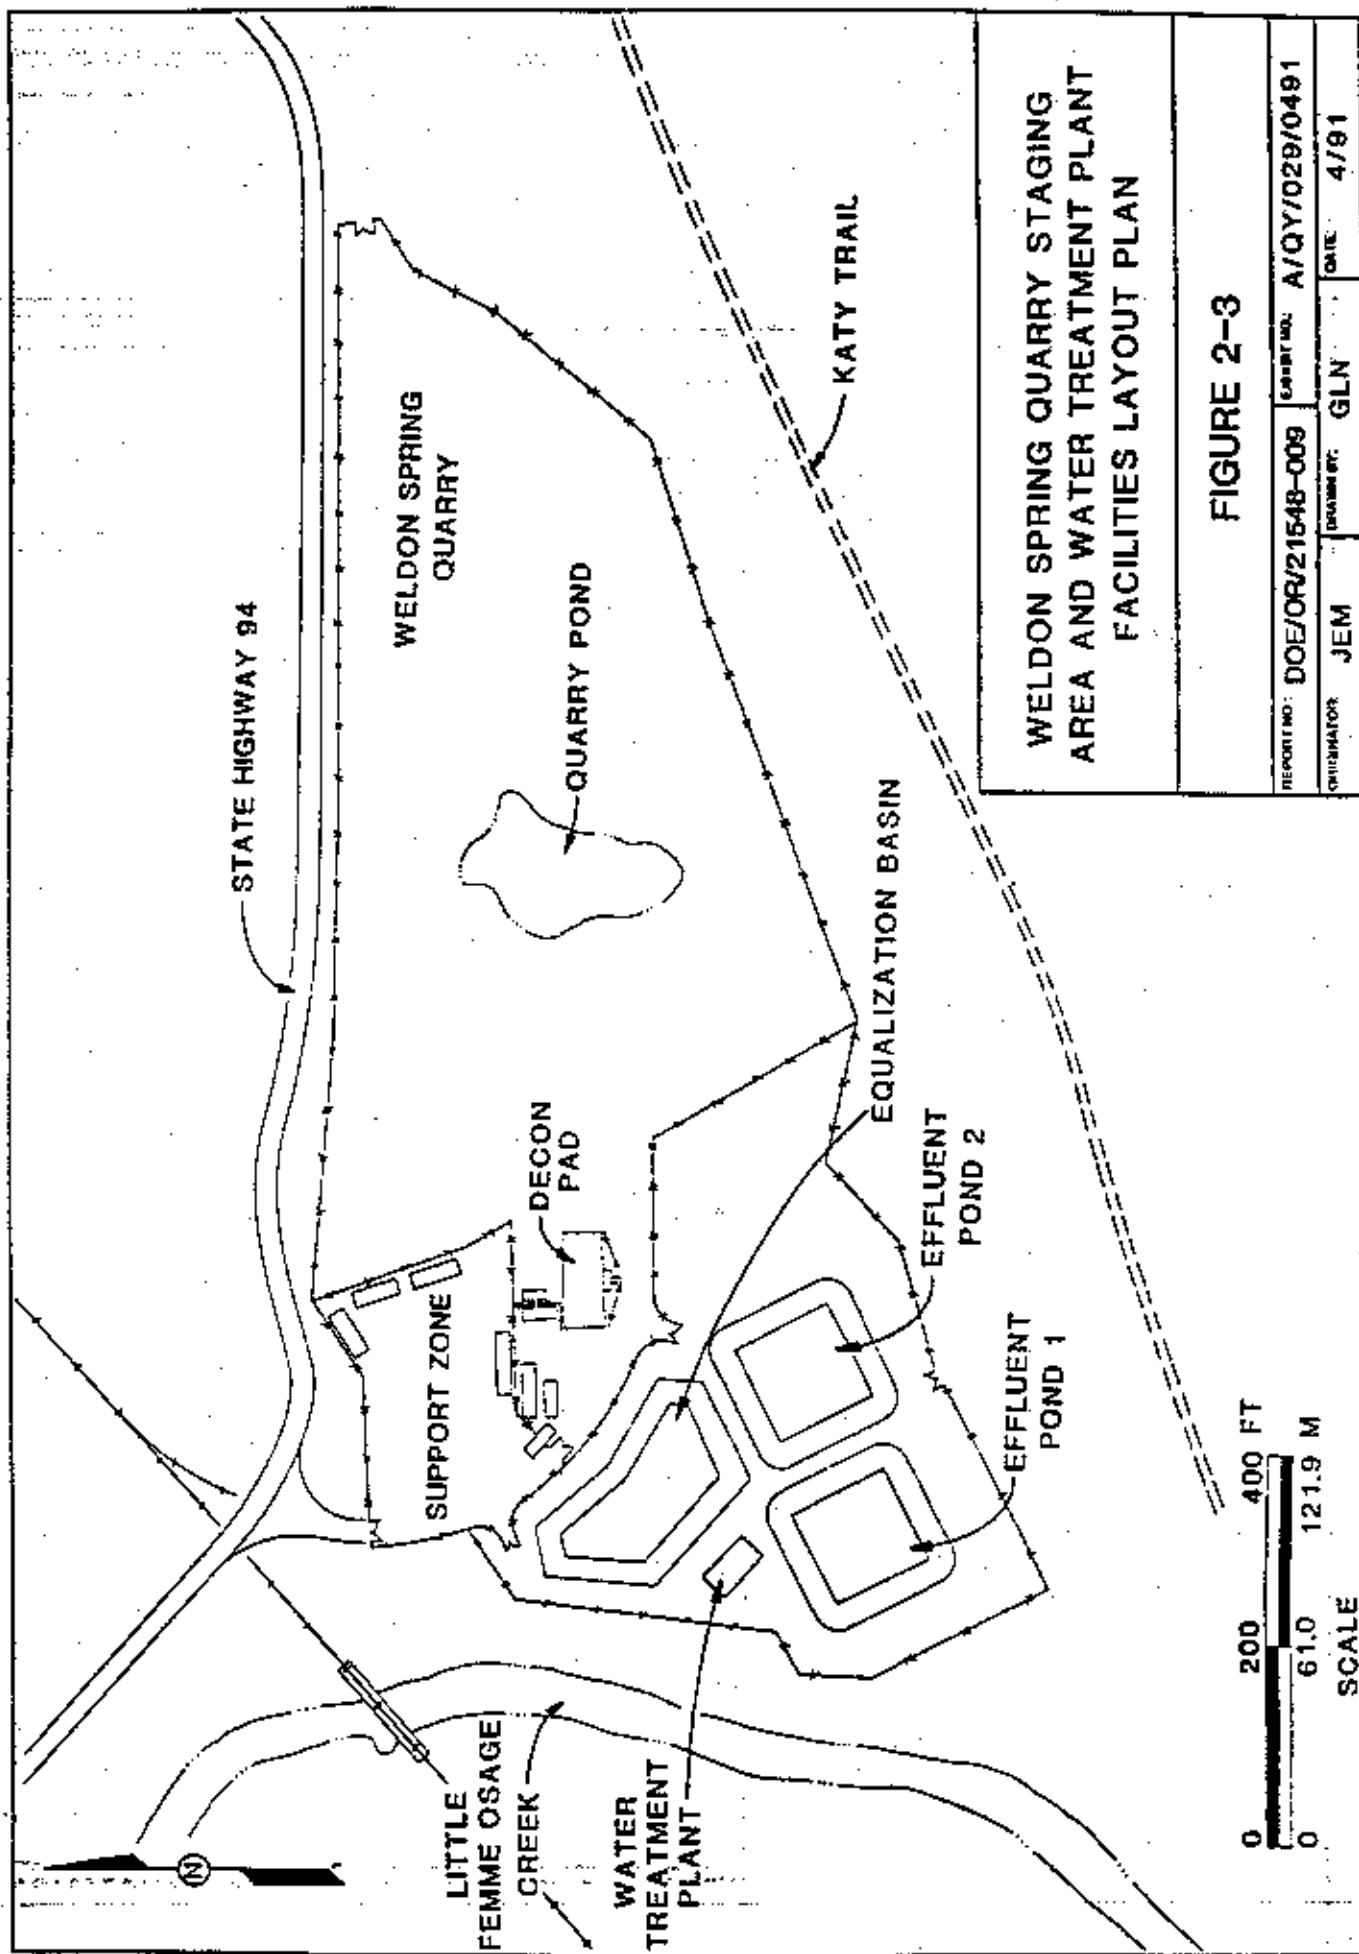 STATE HIGHWAY 94
WELDON SPRING
QUARRY
QUARRY POND
KATY TRAIL
DECON
PAD
SUPPORT ZONE
EQUALIZATION BASIN
EFFLUENT
POND 2
EFFLUENT
POND 1
LITTLE
FEMME OSAGE
CREEK
WATER
TREATMENT
PLANT
N
0 200 400 FT
0 61.0 121.9 M
SCALE
WELDON SPRING QUARRY STAGING
AREA AND WATER TREATMENT PLANT
FACILITIES LAYOUT PLAN
FIGURE 2-3
REPORT NO.: DOE/OR/21548-009 EXHIBIT NO.: A/QY/029/0491
ORIGINATOR: JEM DRAWN BY: GLN DATE: 4/91